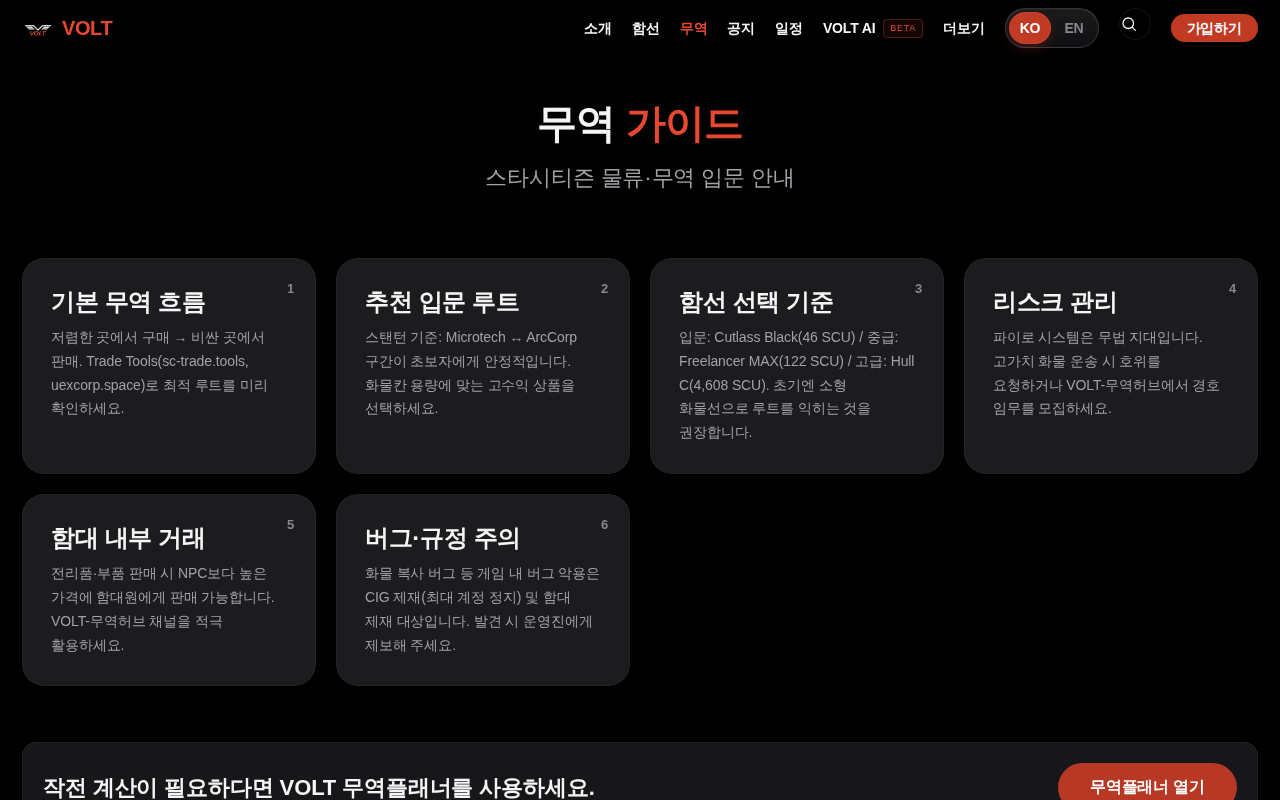 VOLT VOLT 소개 함선 무역 공지 일정 VOLT AI BETA 더보기 KO EN 가입하기
무역 가이드
스타시티즌 물류·무역 입문 안내
1
기본 무역 흐름
저렴한 곳에서 구매 → 비싼 곳에서
판매. Trade Tools(sc-trade.tools,
uexcorp.space)로 최적 루트를 미리
확인하세요.
2
추천 입문 루트
스탠턴 기준: Microtech ↔ ArcCorp
구간이 초보자에게 안정적입니다.
화물칸 용량에 맞는 고수익 상품을
선택하세요.
3
함선 선택 기준
입문: Cutlass Black(46 SCU) / 중급:
Freelancer MAX(122 SCU) / 고급: Hull
C(4,608 SCU). 초기엔 소형
화물선으로 루트를 익히는 것을
권장합니다.
4
리스크 관리
파이로 시스템은 무법 지대입니다.
고가치 화물 운송 시 호위를
요청하거나 VOLT-무역허브에서 경호
임무를 모집하세요.
5
함대 내부 거래
전리품·부품 판매 시 NPC보다 높은
가격에 함대원에게 판매 가능합니다.
VOLT-무역허브 채널을 적극
활용하세요.
6
버그·규정 주의
화물 복사 버그 등 게임 내 버그 악용은
CIG 제재(최대 계정 정지) 및 함대
제재 대상입니다. 발견 시 운영진에게
제보해 주세요.
작전 계산이 필요하다면 VOLT 무역플래너를 사용하세요.
무역플래너 열기